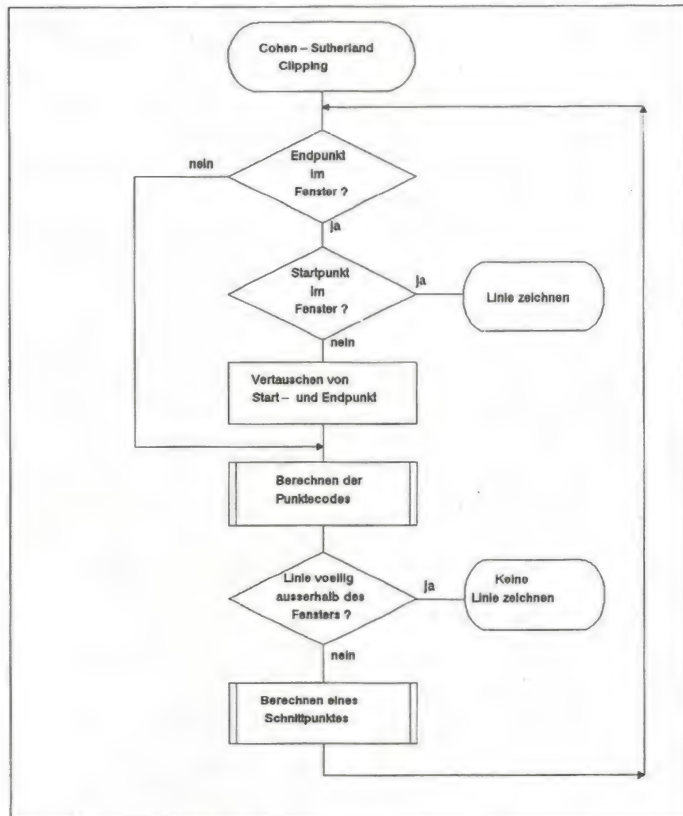 Cohen – Sutherland
Clipping
Endpunkt
im
Fenster ?
nein
ja
Startpunkt
im
Fenster ?
ja
Linie zeichnen
nein
Vertauschen von
Start – und Endpunkt
Berechnen der
Punktecodes
Linie voellig
ausserhalb des
Fensters ?
ja
Keine
Linie zeichnen
nein
Berechnen eines
Schnittpunktes